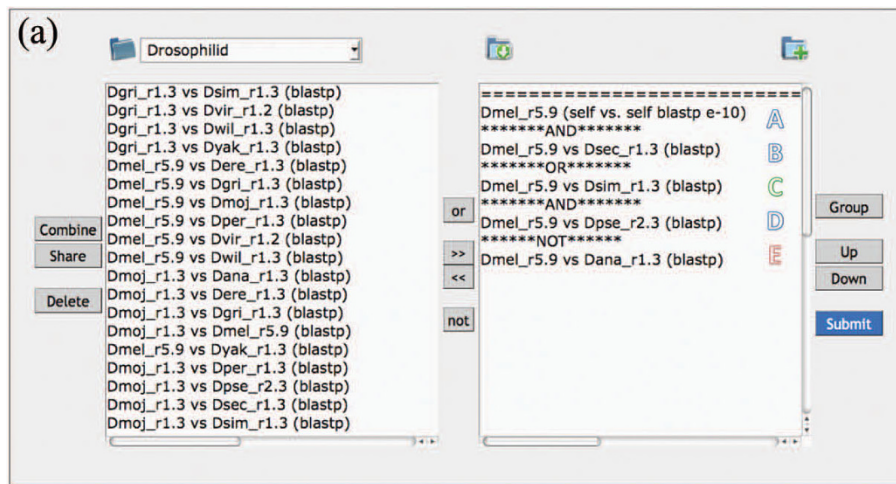 (a)
Drosophilid
Dgri_r1.3 vs Dsim_r1.3 (blastp)
Dgri_r1.3 vs Dvir_r1.2 (blastp)
Dgri_r1.3 vs Dwil_r1.3 (blastp)
Dgri_r1.3 vs Dyak_r1.3 (blastp)
Dmel_r5.9 vs Dere_r1.3 (blastp)
Dmel_r5.9 vs Dgri_r1.3 (blastp)
Dmel_r5.9 vs Dmoj_r1.3 (blastp)
Dmel_r5.9 vs Dper_r1.3 (blastp)
Dmel_r5.9 vs Dvir_r1.2 (blastp)
Dmel_r5.9 vs Dwil_r1.3 (blastp)
Dmoj_r1.3 vs Dana_r1.3 (blastp)
Dmoj_r1.3 vs Dere_r1.3 (blastp)
Dmoj_r1.3 vs Dgri_r1.3 (blastp)
Dmoj_r1.3 vs Dmel_r5.9 (blastp)
Dmel_r5.9 vs Dyak_r1.3 (blastp)
Dmoj_r1.3 vs Dper_r1.3 (blastp)
Dmoj_r1.3 vs Dpse_r2.3 (blastp)
Dmoj_r1.3 vs Dsec_r1.3 (blastp)
Dmoj_r1.3 vs Dsim_r1.3 (blastp)
Combine
Share
Delete
or
>>
<<
not
============================
Dmel_r5.9 (self vs. self blastp e-10) A
*******AND*******
Dmel_r5.9 vs Dsec_r1.3 (blastp) B
*******OR*******
Dmel_r5.9 vs Dsim_r1.3 (blastp) C
*******AND*******
Dmel_r5.9 vs Dpse_r2.3 (blastp) D
******NOT******
Dmel_r5.9 vs Dana_r1.3 (blastp) E
Group
Up
Down
Submit